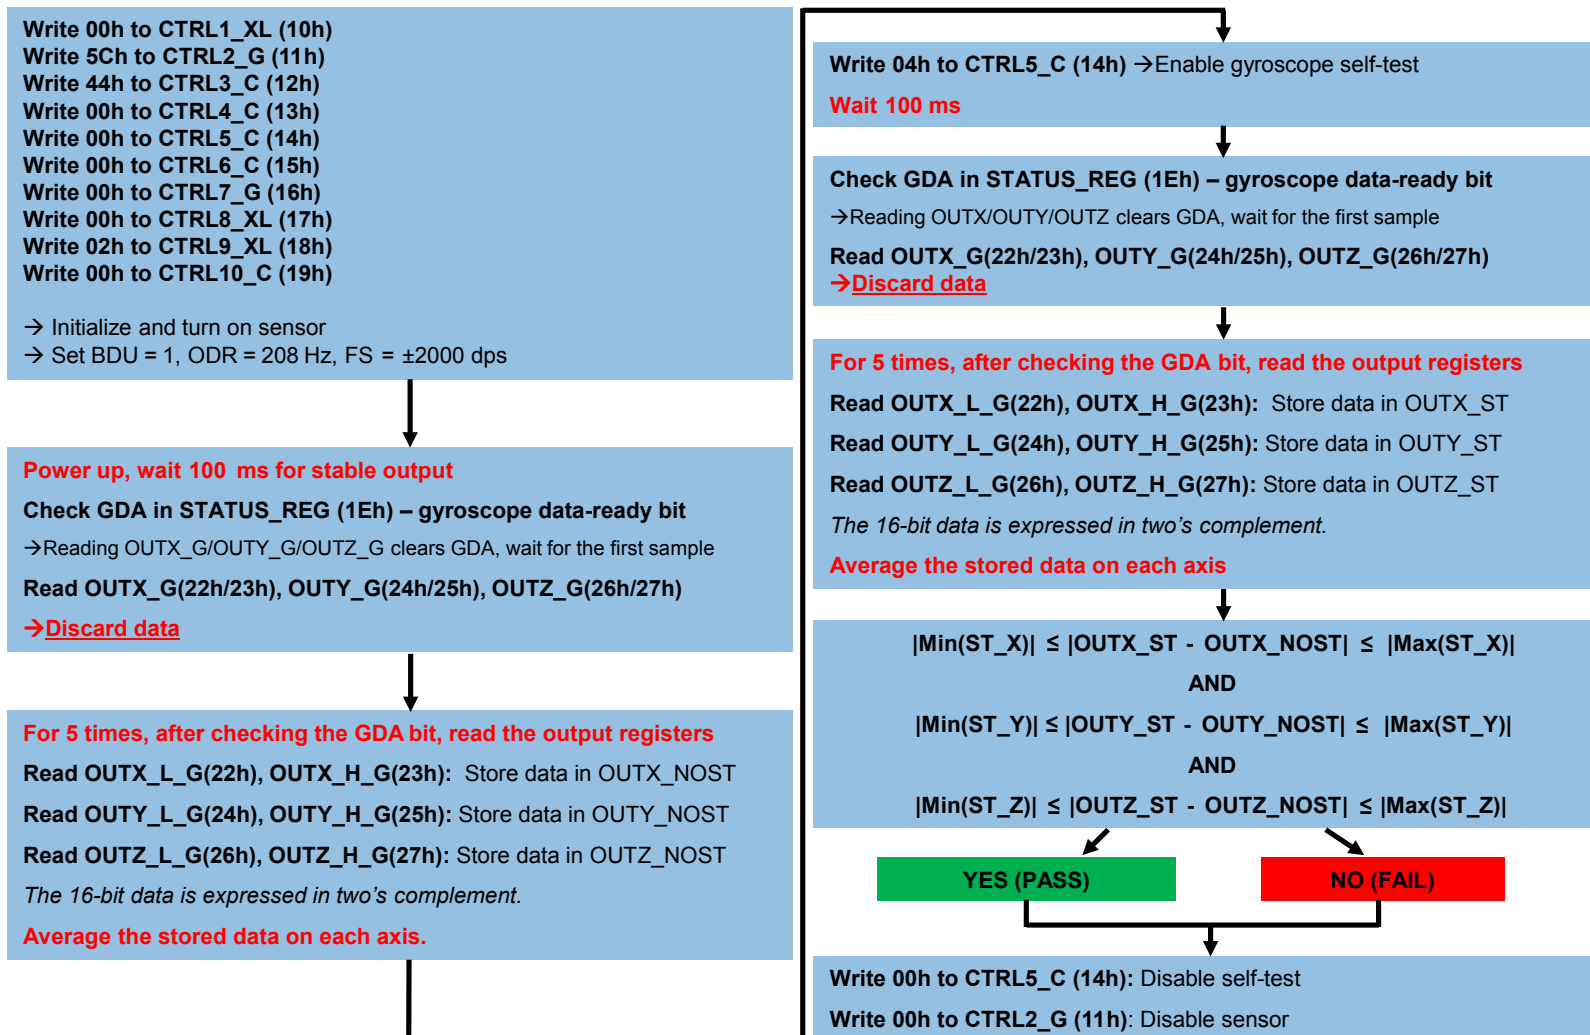 Write 00h to CTRL1_XL (10h)
Write 5Ch to CTRL2_G (11h)
Write 44h to CTRL3_C (12h)
Write 00h to CTRL4_C (13h)
Write 00h to CTRL5_C (14h)
Write 00h to CTRL6_C (15h)
Write 00h to CTRL7_G (16h)
Write 00h to CTRL8_XL (17h)
Write 02h to CTRL9_XL (18h)
Write 00h to CTRL10_C (19h)
→ Initialize and turn on sensor
→ Set BDU = 1, ODR = 208 Hz, FS = ±2000 dps
Power up, wait 100 ms for stable output
Check GDA in STATUS_REG (1Eh) – gyroscope data-ready bit
→Reading OUTX_G/OUTY_G/OUTZ_G clears GDA, wait for the first sample
Read OUTX_G(22h/23h), OUTY_G(24h/25h), OUTZ_G(26h/27h)
→Discard data
For 5 times, after checking the GDA bit, read the output registers
Read OUTX_L_G(22h), OUTX_H_G(23h): Store data in OUTX_NOST
Read OUTY_L_G(24h), OUTY_H_G(25h): Store data in OUTY_NOST
Read OUTZ_L_G(26h), OUTZ_H_G(27h): Store data in OUTZ_NOST
The 16-bit data is expressed in two's complement.
Average the stored data on each axis.
Write 04h to CTRL5_C (14h) →Enable gyroscope self-test
Wait 100 ms
Check GDA in STATUS_REG (1Eh) – gyroscope data-ready bit
→Reading OUTX/OUTY/OUTZ clears GDA, wait for the first sample
Read OUTX_G(22h/23h), OUTY_G(24h/25h), OUTZ_G(26h/27h)
→Discard data
For 5 times, after checking the GDA bit, read the output registers
Read OUTX_L_G(22h), OUTX_H_G(23h): Store data in OUTX_ST
Read OUTY_L_G(24h), OUTY_H_G(25h): Store data in OUTY_ST
Read OUTZ_L_G(26h), OUTZ_H_G(27h): Store data in OUTZ_ST
The 16-bit data is expressed in two's complement.
Average the stored data on each axis
|Min(ST_X)| ≤ |OUTX_ST - OUTX_NOST| ≤ |Max(ST_X)|
AND
|Min(ST_Y)| ≤ |OUTY_ST - OUTY_NOST| ≤ |Max(ST_Y)|
AND
|Min(ST_Z)| ≤ |OUTZ_ST - OUTZ_NOST| ≤ |Max(ST_Z)|
YES (PASS)
NO (FAIL)
Write 00h to CTRL5_C (14h): Disable self-test
Write 00h to CTRL2_G (11h): Disable sensor